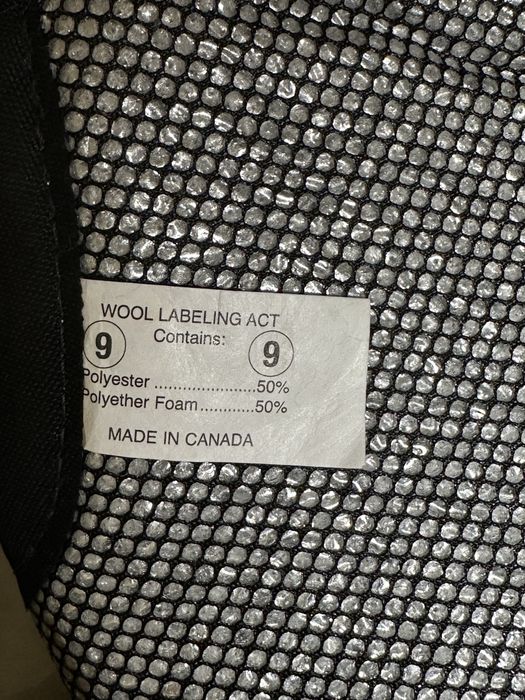 WOOL LABELING ACT
Contains:
9 9
Polyester ......................50%
Polyether Foam............50%
MADE IN CANADA